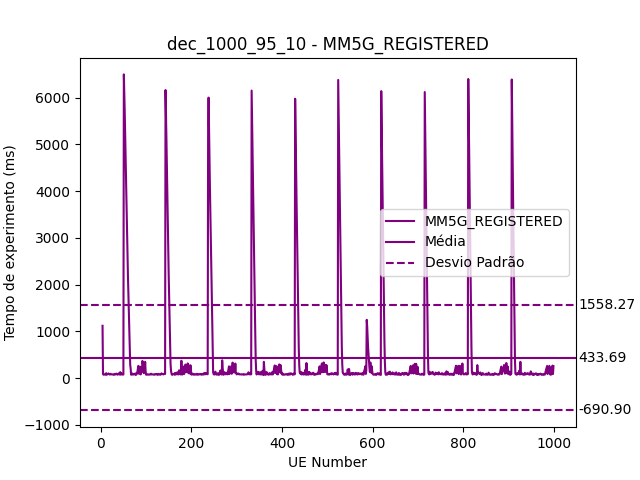 dec_1000_95_10 - MM5G_REGISTERED
Tempo de experimento (ms)
6000
5000
4000
3000
2000
1000
0
−1000
MM5G_REGISTERED
Média
Desvio Padrão
1558.27
433.69
-690.90
0
200
400
600
800
1000
UE Number